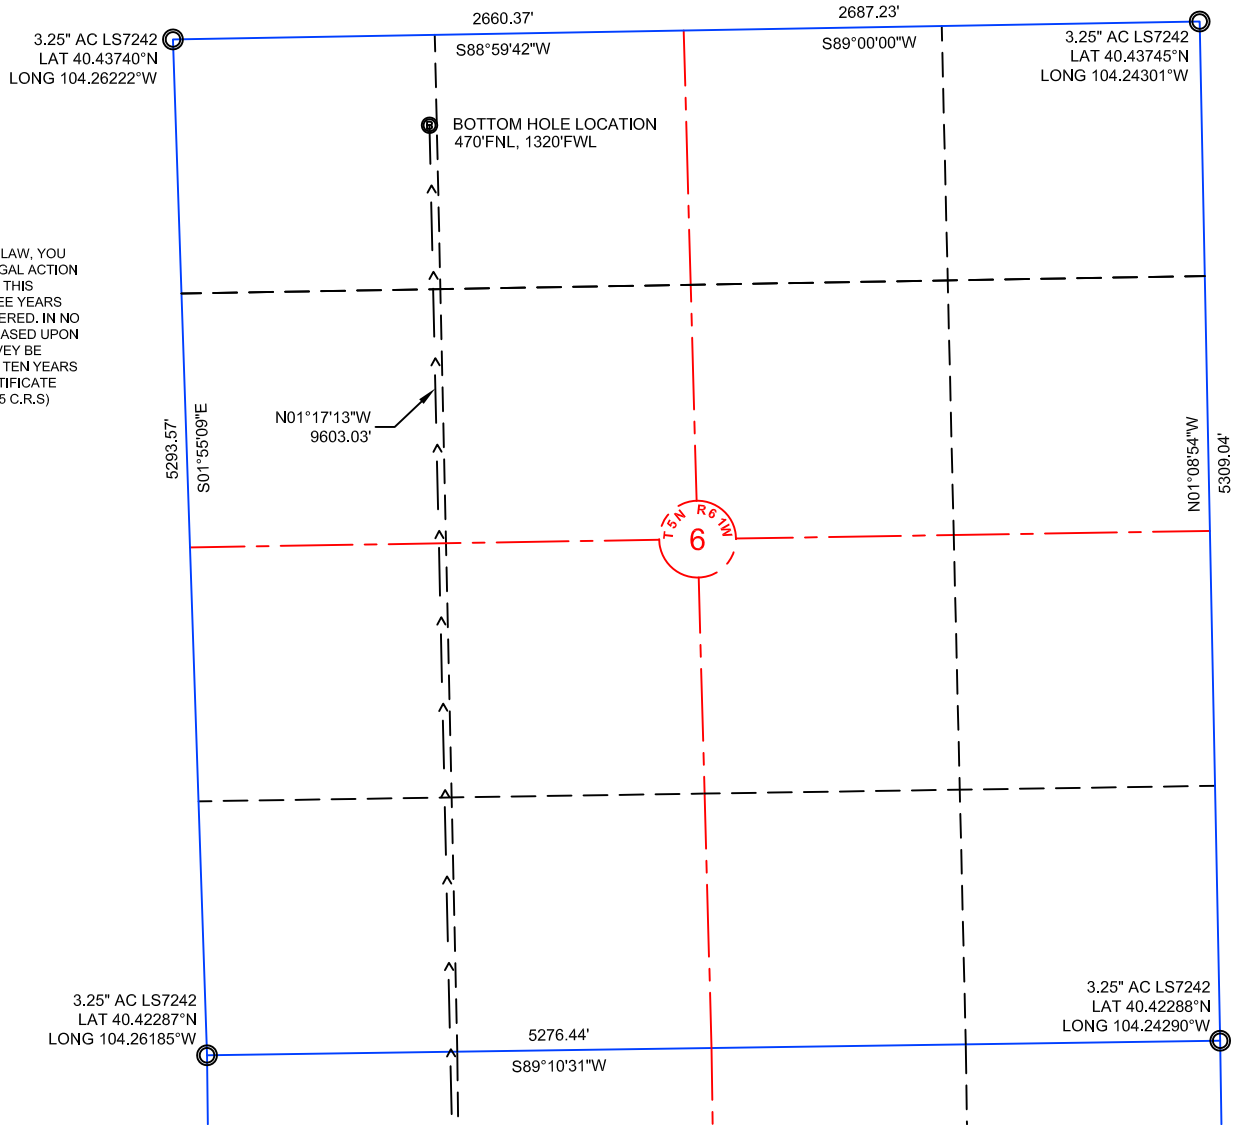 2660.37'
2687.23'
3.25" AC LS7242
LAT 40.43740°N
LONG 104.26222°W
S88°59'42"W
S89°00'00"W
3.25" AC LS7242
LAT 40.43745°N
LONG 104.24301°W
BOTTOM HOLE LOCATION
470'FNL, 1320'FWL
LAW, YOU
GAL ACTION
THIS
EE YEARS
ERED. IN NO
ASED UPON
VEY BE
TEN YEARS
TIFICATE
5 C.R.S)
N01°17'13"W
9603.03'
5293.57'
S01°55'09"E
N01°08'54"W
5309.04'
T5N R61W
6
3.25" AC LS7242
LAT 40.42287°N
LONG 104.26185°W
3.25" AC LS7242
LAT 40.42288°N
LONG 104.24290°W
5276.44'
S89°10'31"W